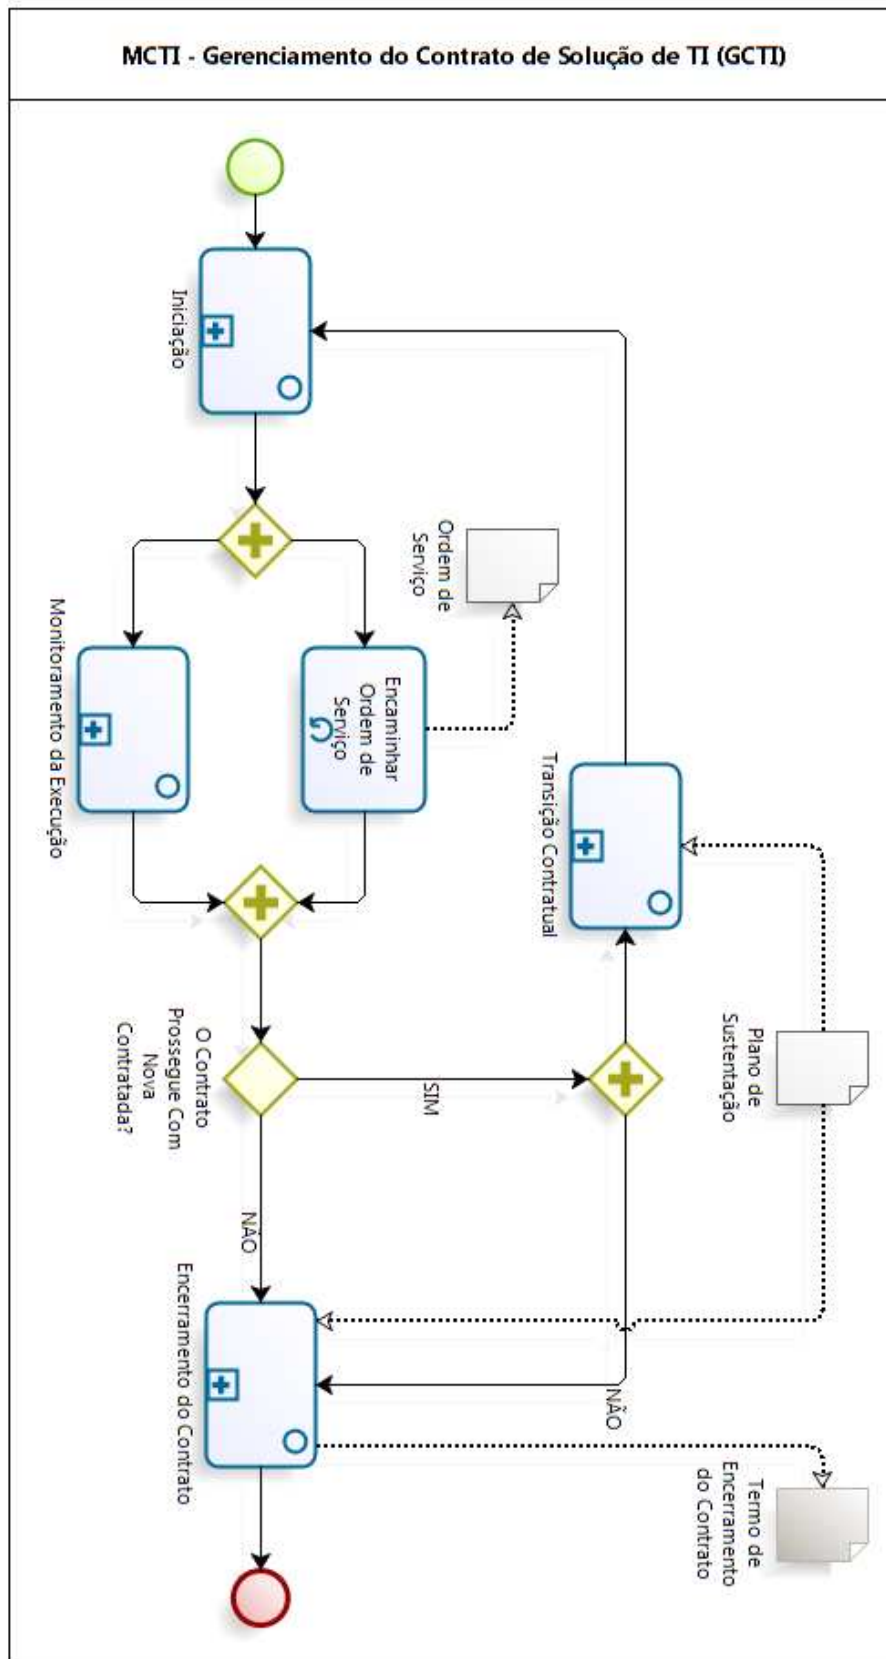 MCTI - Gerenciamento do Contrato de Solução de TI (GCTI)
Iniciação
Ordem de
Serviço
Encaminhar
Ordem de
Serviço
Monitoramento da Execução
Transição Contratual
Plano de
Sustentação
O Contrato
Prossegue Com
Nova
Contratada?
SIM
NÃO
NÃO
Encerramento do Contrato
Termo de
Encerramento
do Contrato